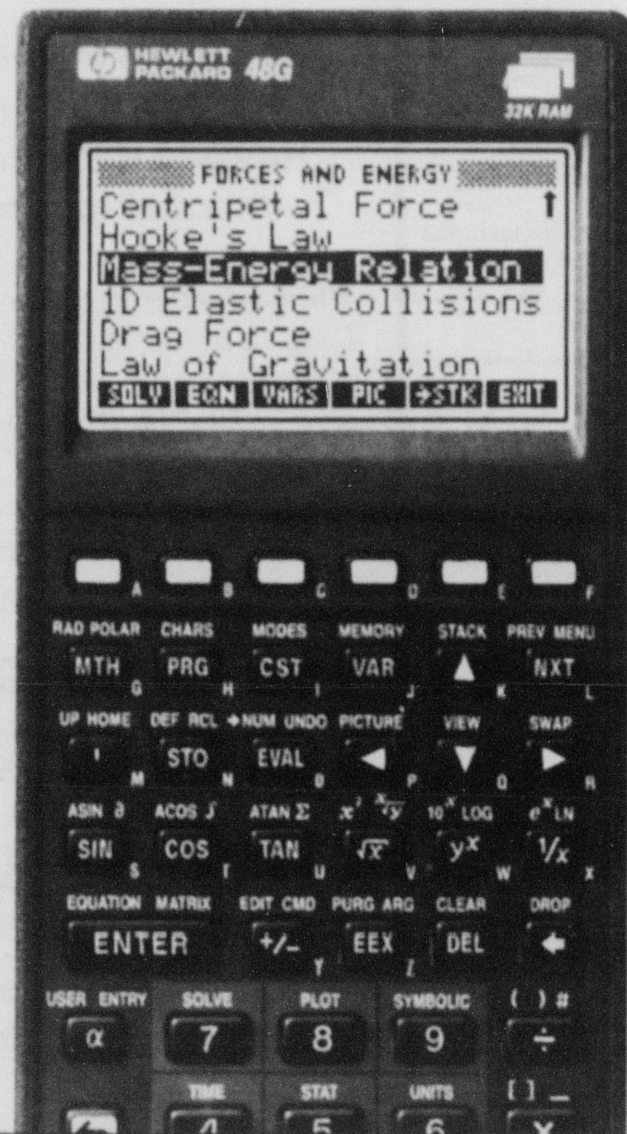 hp HEWLETT PACKARD 48G
32K RAM
FORCES AND ENERGY
Centripetal Force ↑
Hooke's Law
Mass-Energy Relation
1D Elastic Collisions
Drag Force
Law of Gravitation
SOLV EQN VARS PIC →STK EXIT
A B C D E F
RAD POLAR CHARS MODES MEMORY STACK PREV MENU
MTH PRG CST VAR ▲ NXT
G H I J K L
UP HOME DEF RCL →NUM UNDO PICTURE VIEW SWAP
' STO EVAL ◀ ▼ ▶
M N O P Q R
ASIN ∂ ACOS ∫ ATAN Σ x² ˣ√y 10ˣ LOG eˣ LN
SIN COS TAN √x yˣ 1/x
S T U V W X
EQUATION MATRIX EDIT CMD PURG ARG CLEAR DROP
ENTER +/- EEX DEL ←
Y Z
USER ENTRY SOLVE PLOT SYMBOLIC ( ) #
α 7 8 9 ÷
TIME STAT UNITS [ ] _
4 5 6 ×